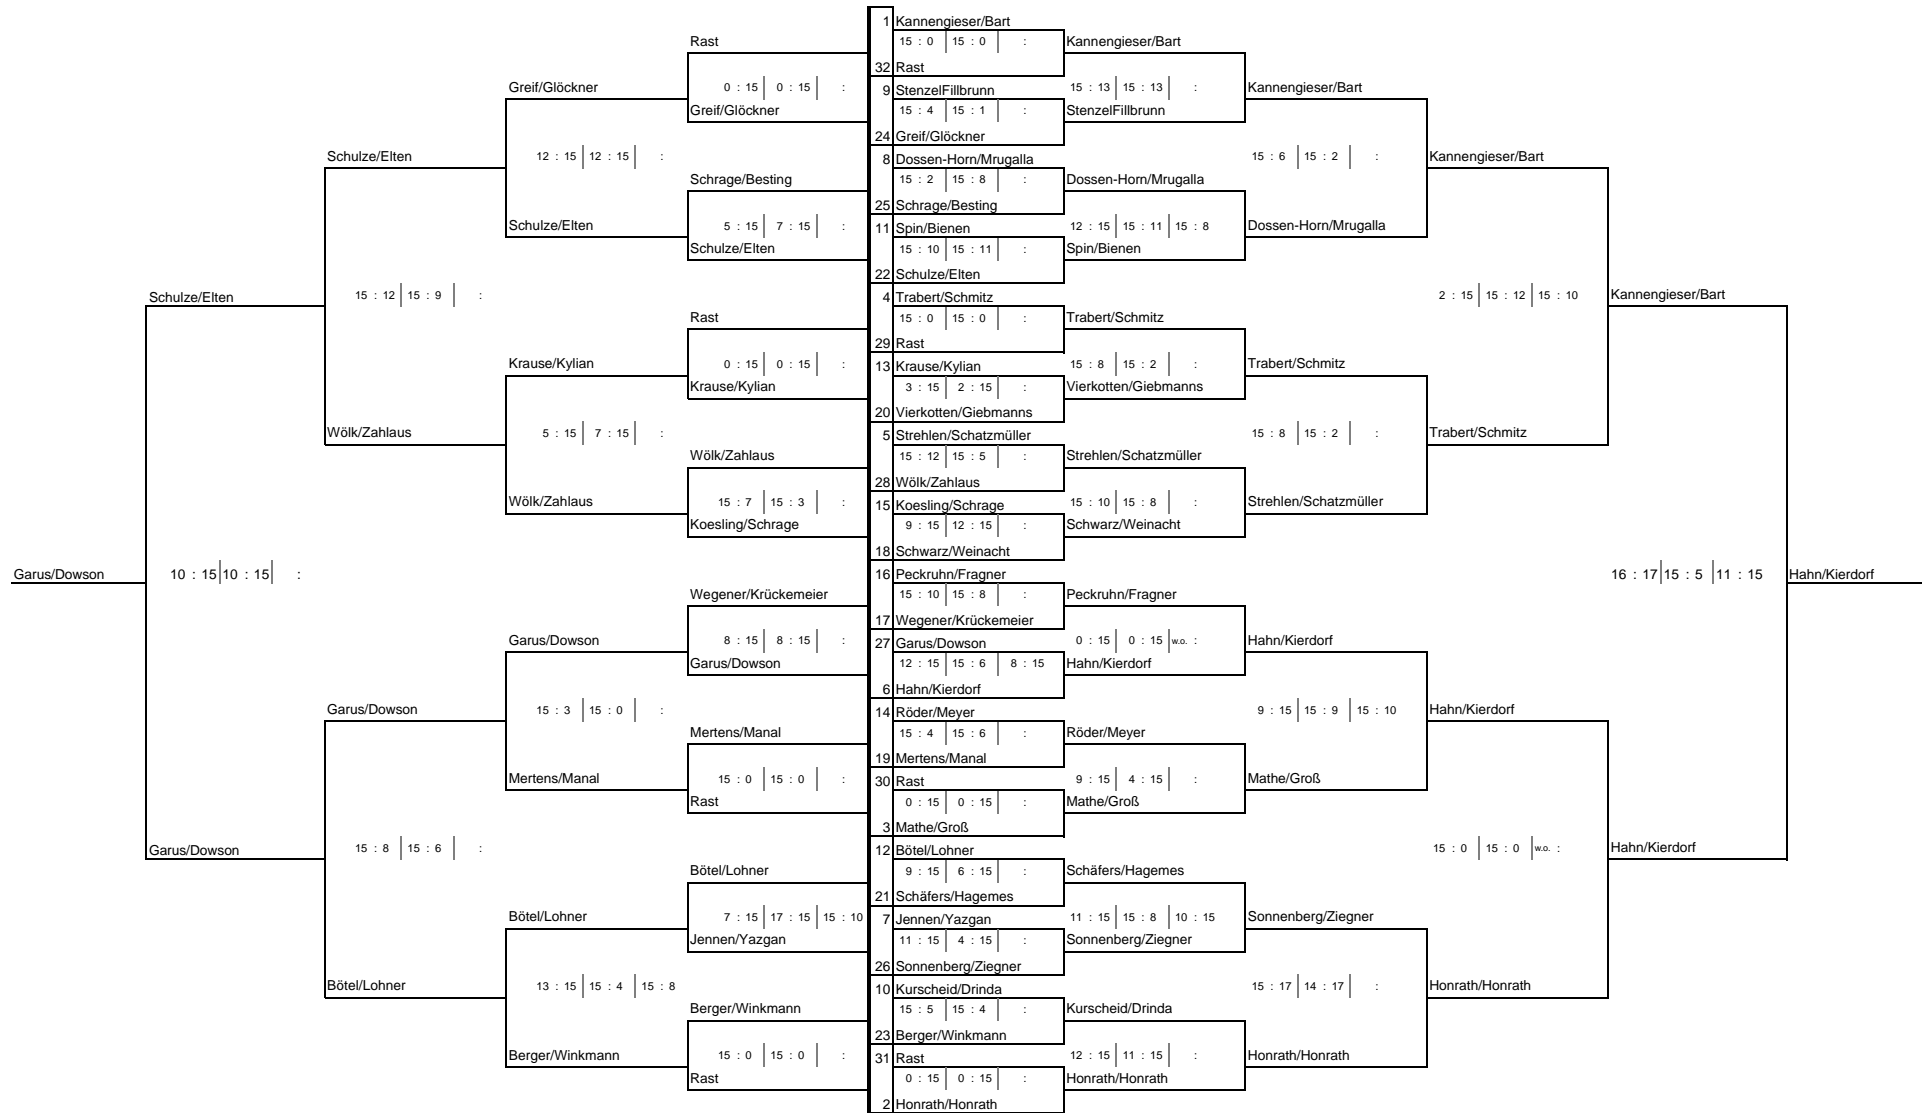 1 Kannengieser/Bart
Rast 15 : 0 15 : 0 : Kannengieser/Bart
32 Rast
Greif/Glöckner 0 : 15 0 : 15 : 9 StenzelFillbrunn 15 : 13 15 : 13 : Kannengieser/Bart
Greif/Glöckner 15 : 4 15 : 1 : StenzelFillbrunn
24 Greif/Glöckner
Schulze/Elten 12 : 15 12 : 15 : 8 Dossen-Horn/Mrugalla 15 : 6 15 : 2 : Kannengieser/Bart
Schrage/Besting 15 : 2 15 : 8 : Dossen-Horn/Mrugalla
25 Schrage/Besting
Schulze/Elten 5 : 15 7 : 15 : 11 Spin/Bienen 12 : 15 15 : 11 15 : 8 Dossen-Horn/Mrugalla
Schulze/Elten 15 : 10 15 : 11 : Spin/Bienen
22 Schulze/Elten
Schulze/Elten 15 : 12 15 : 9 : 4 Trabert/Schmitz 2 : 15 15 : 12 15 : 10 Kannengieser/Bart
Rast 15 : 0 15 : 0 : Trabert/Schmitz
29 Rast
Krause/Kylian 0 : 15 0 : 15 : 13 Krause/Kylian 15 : 8 15 : 2 : Trabert/Schmitz
Krause/Kylian 3 : 15 2 : 15 : Vierkotten/Giebmanns
20 Vierkotten/Giebmanns
Wölk/Zahlaus 5 : 15 7 : 15 : 5 Strehlen/Schatzmüller 15 : 8 15 : 2 : Trabert/Schmitz
Wölk/Zahlaus 15 : 12 15 : 5 : Strehlen/Schatzmüller
28 Wölk/Zahlaus
Wölk/Zahlaus 15 : 7 15 : 3 : 15 Koesling/Schrage 15 : 10 15 : 8 : Strehlen/Schatzmüller
Koesling/Schrage 9 : 15 12 : 15 : Schwarz/Weinacht
18 Schwarz/Weinacht
Garus/Dowson 10 : 15 10 : 15 : 16 Peckruhn/Fragner 16 : 17 15 : 5 11 : 15 Hahn/Kierdorf
Wegener/Krückemeier 15 : 10 15 : 8 : Peckruhn/Fragner
17 Wegener/Krückemeier
Garus/Dowson 8 : 15 8 : 15 : 27 Garus/Dowson 0 : 15 0 : 15 w.o. : Hahn/Kierdorf
Garus/Dowson 12 : 15 15 : 6 8 : 15 Hahn/Kierdorf
6 Hahn/Kierdorf
Garus/Dowson 15 : 3 15 : 0 : 14 Röder/Meyer 9 : 15 15 : 9 15 : 10 Hahn/Kierdorf
Mertens/Manal 15 : 4 15 : 6 : Röder/Meyer
19 Mertens/Manal
Mertens/Manal 15 : 0 15 : 0 : 30 Rast 9 : 15 4 : 15 : Mathe/Groß
Rast 0 : 15 0 : 15 : Mathe/Groß
3 Mathe/Groß
Garus/Dowson 15 : 8 15 : 6 : 12 Bötel/Lohner 15 : 0 15 : 0 w.o. : Hahn/Kierdorf
Bötel/Lohner 9 : 15 6 : 15 : Schäfers/Hagemes
21 Schäfers/Hagemes
Bötel/Lohner 7 : 15 17 : 15 15 : 10 7 Jennen/Yazgan 11 : 15 15 : 8 10 : 15 Sonnenberg/Ziegner
Jennen/Yazgan 11 : 15 4 : 15 : Sonnenberg/Ziegner
26 Sonnenberg/Ziegner
Bötel/Lohner 13 : 15 15 : 4 15 : 8 10 Kurscheid/Drinda 15 : 17 14 : 17 : Honrath/Honrath
Berger/Winkmann 15 : 5 15 : 4 : Kurscheid/Drinda
23 Berger/Winkmann
Berger/Winkmann 15 : 0 15 : 0 : 31 Rast 12 : 15 11 : 15 : Honrath/Honrath
Rast 0 : 15 0 : 15 : Honrath/Honrath
2 Honrath/Honrath